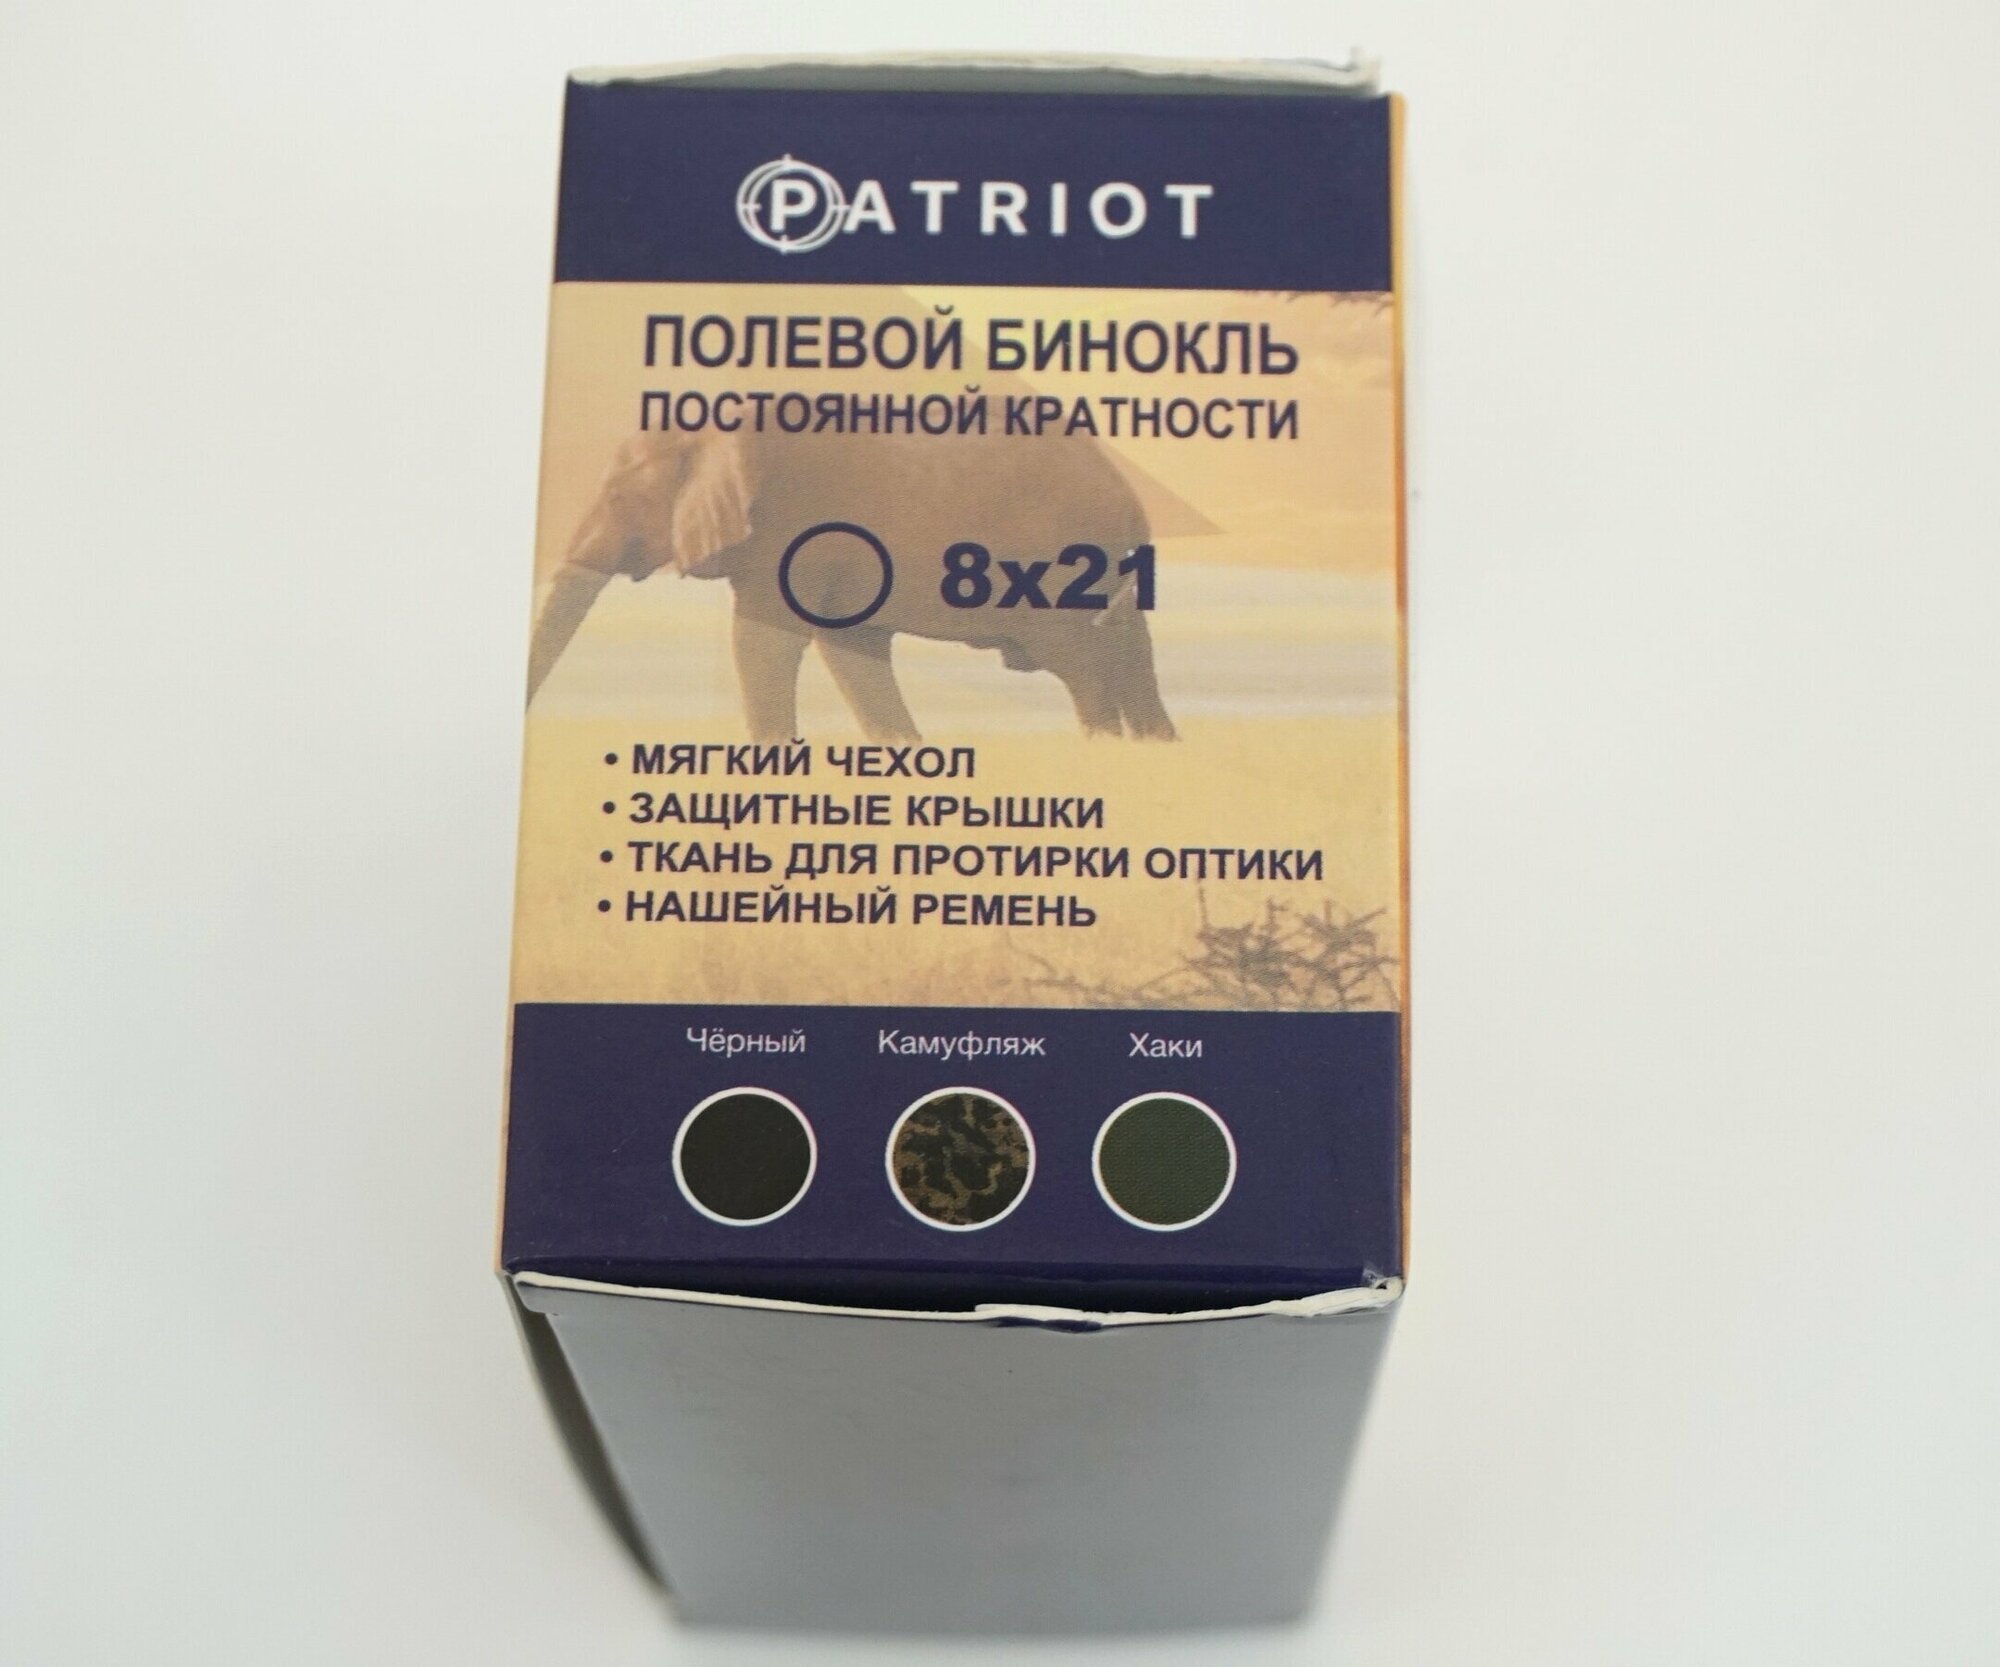 PATRIOT
ПОЛЕВОЙ БИНОКЛЬ
ПОСТОЯННОЙ КРАТНОСТИ
8x21
• МЯГКИЙ ЧЕХОЛ
• ЗАЩИТНЫЕ КРЫШКИ
• ТКАНЬ ДЛЯ ПРОТИРКИ ОПТИКИ
• НАШЕЙНЫЙ РЕМЕНЬ
Чёрный Камуфляж Хаки